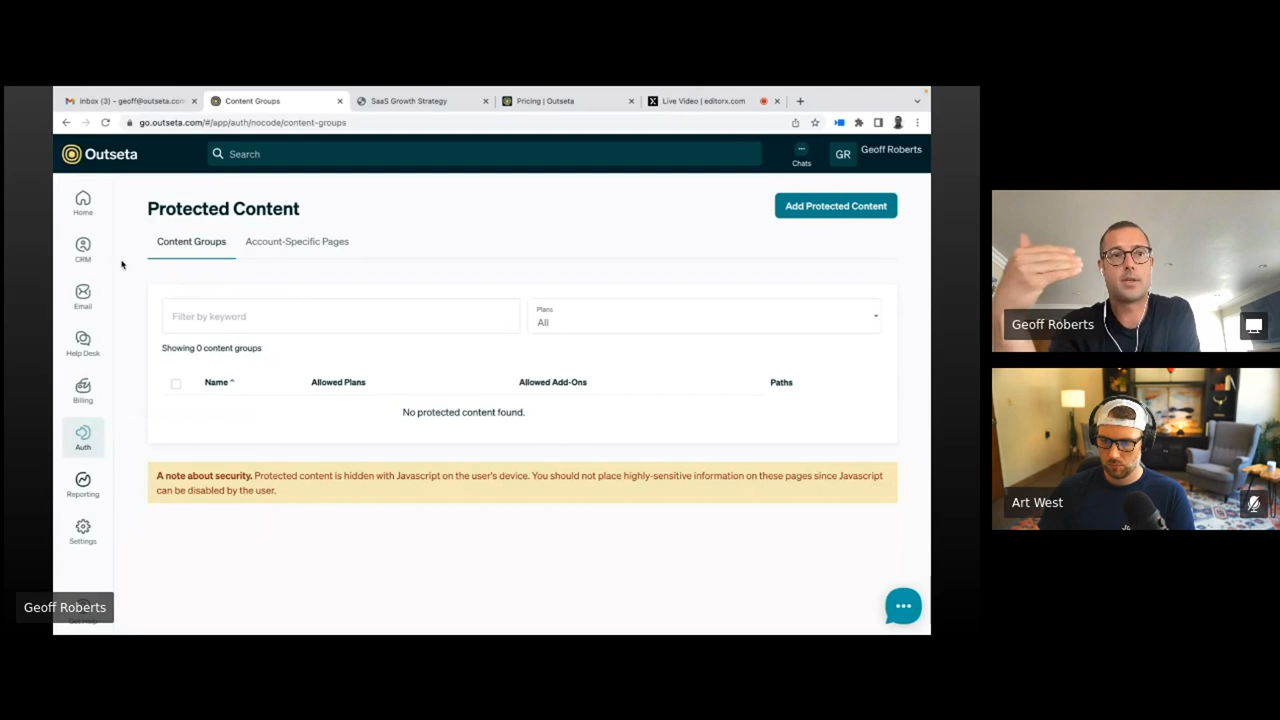 Inbox (3) - geoff@outseta.com
Content Groups
SaaS Growth Strategy
Pricing | Outseta
Live Video | editorx.com
go.outseta.com/#/app/auth/nocode/content-groups
Outseta
Search
Chats
GR
Geoff Roberts
Home
CRM
Email
Help Desk
Billing
Auth
Reporting
Settings
Protected Content
Add Protected Content
Content Groups
Account-Specific Pages
Filter by keyword
Plans
All
Showing 0 content groups
Name
Allowed Plans
Allowed Add-Ons
Paths
No protected content found.
A note about security. Protected content is hidden with Javascript on the user's device. You should not place highly-sensitive information on these pages since Javascript
can be disabled by the user.
Geoff Roberts
Geoff Roberts
Art West